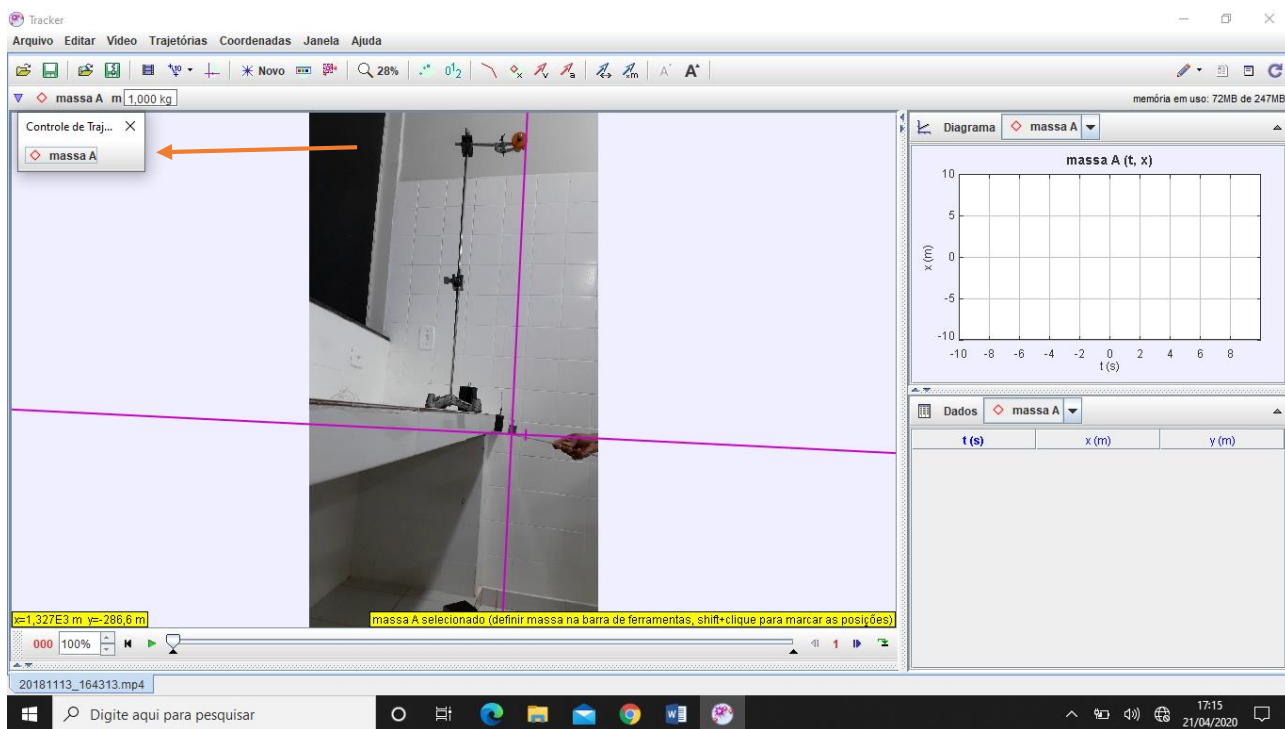 Tracker
Arquivo Editar Video Trajetórias Coordenadas Janela Ajuda
Novo 28%
massa A m 1,000 kg
memória em uso: 72MB de 247MB
Controle de Traj...
massa A
Diagrama massa A
massa A (t, x)
10
5
0
-5
-10
x (m)
-10 -8 -6 -4 -2 0 2 4 6 8
t (s)
Dados massa A
t (s) x (m) y (m)
x=1,327E3 m y=-286,6 m
massa A selecionado (definir massa na barra de ferramentas, shift+clique para marcar as posições)
000 100% 1
20181113_164313.mp4
Digite aqui para pesquisar
17:15
21/04/2020